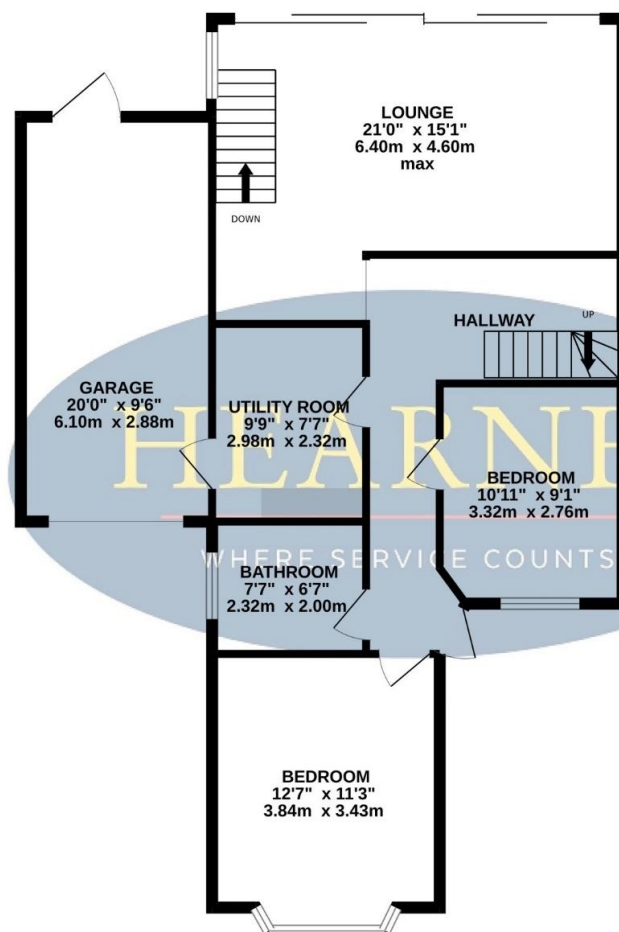 LOUNGE
21'0" x 15'1"
6.40m x 4.60m
max
DOWN
HALLWAY
UP
GARAGE
20'0" x 9'6"
6.10m x 2.88m
UTILITY ROOM
9'9" x 7'7"
2.98m x 2.32m
BEDROOM
10'11" x 9'1"
3.32m x 2.76m
HEARNE
WHERE SERVICE COUNTS
BATHROOM
7'7" x 6'7"
2.32m x 2.00m
BEDROOM
12'7" x 11'3"
3.84m x 3.43m